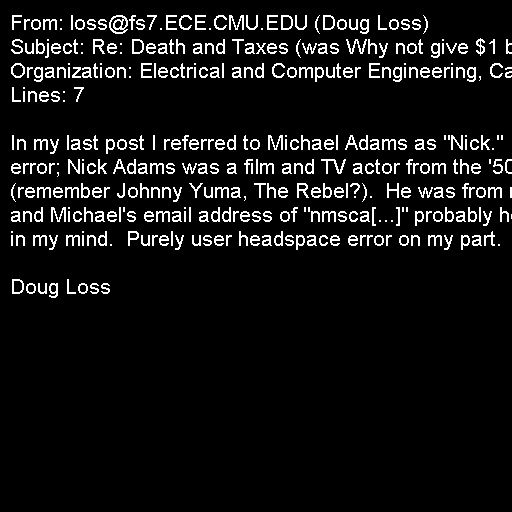 From: loss@fs7.ECE.CMU.EDU (Doug Loss)
Subject: Re: Death and Taxes (was Why not give $1 b
Organization: Electrical and Computer Engineering, Ca
Lines: 7

In my last post I referred to Michael Adams as "Nick."
error; Nick Adams was a film and TV actor from the '50
(remember Johnny Yuma, The Rebel?).  He was from
and Michael's email address of "nmsca[...]" probably h
in my mind.  Purely user headspace error on my part.

Doug Loss